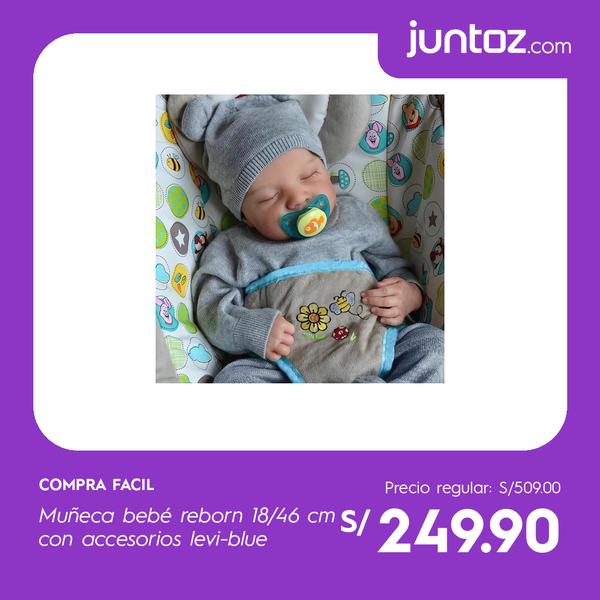 juntoz.com
COMPRA FACIL
Muñeca bebé reborn 18/46 cm
con accesorios levi-blue
Precio regular: S/509.00
S/ 249.90